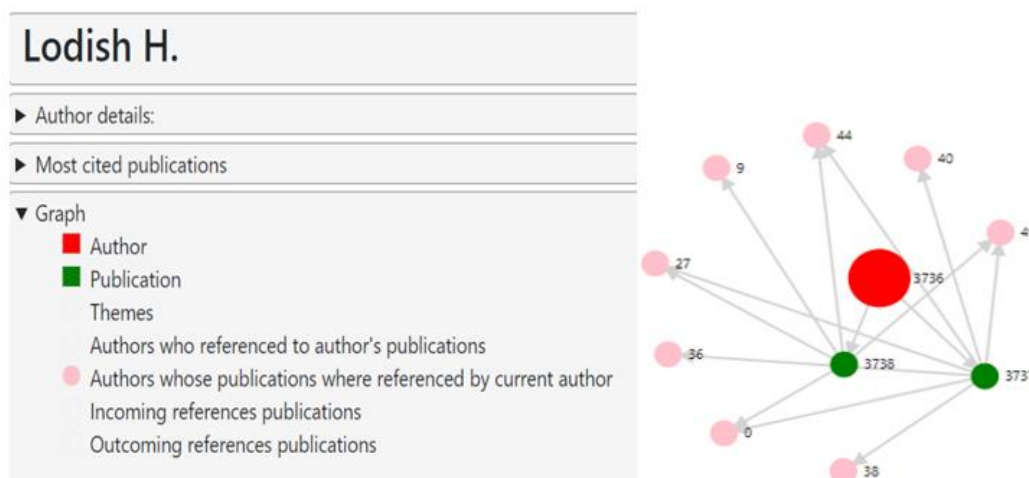 Lodish H.
▶ Author details:
▶ Most cited publications
▼ Graph
Author
Publication
Themes
Authors who referenced to author's publications
Authors whose publications where referenced by current author
Incoming references publications
Outcoming references publications
44
9
40
27
3736
36
3738
0
38